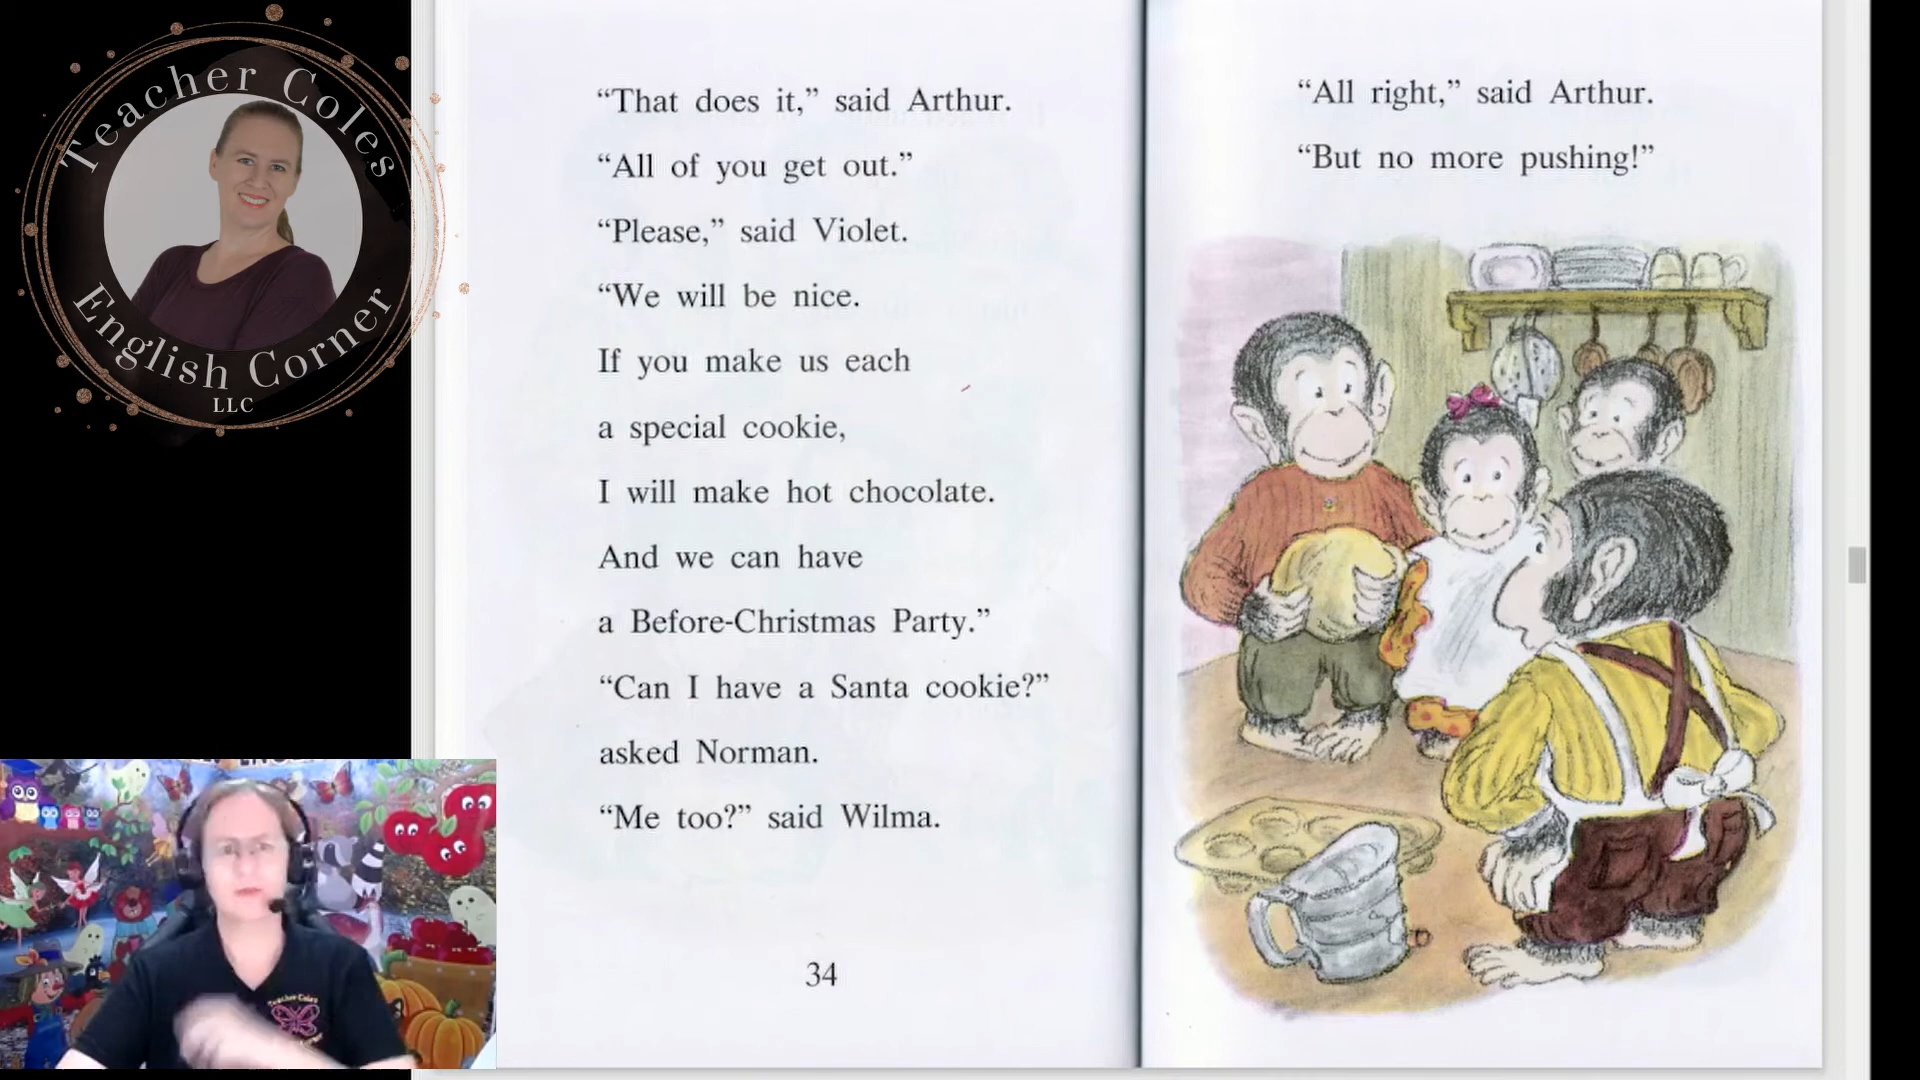 Teacher Coles
English Corner
LLC
“That does it,” said Arthur.
“All of you get out.”
“Please,” said Violet.
“We will be nice.
If you make us each
a special cookie,
I will make hot chocolate.
And we can have
a Before-Christmas Party.”
“Can I have a Santa cookie?”
asked Norman.
“Me too?” said Wilma.
34
“All right,” said Arthur.
“But no more pushing!”
Teacher Coles